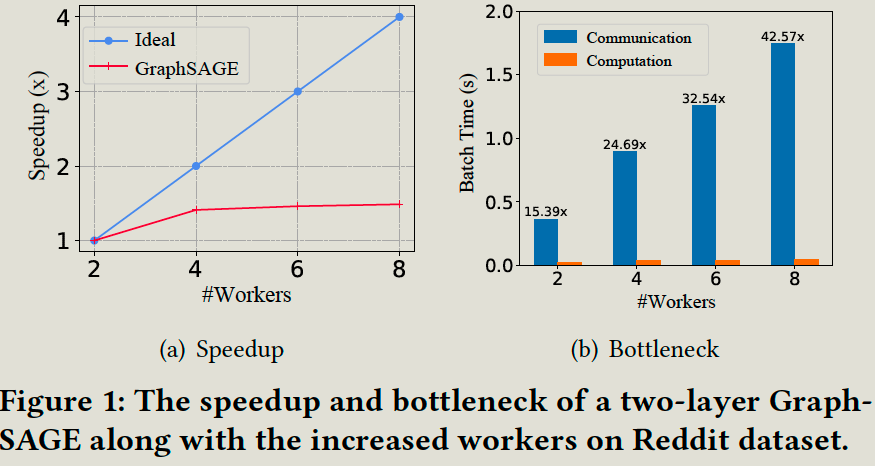 4
3
2
1
Speedup (x)
Ideal
GraphSAGE
2 4 6 8
#Workers
(a) Speedup
2.0
1.5
1.0
0.5
0.0
Batch Time (s)
Communication
Computation
15.39x
24.69x
32.54x
42.57x
2 4 6 8
#Workers
(b) Bottleneck
Figure 1: The speedup and bottleneck of a two-layer Graph-
SAGE along with the increased workers on Reddit dataset.